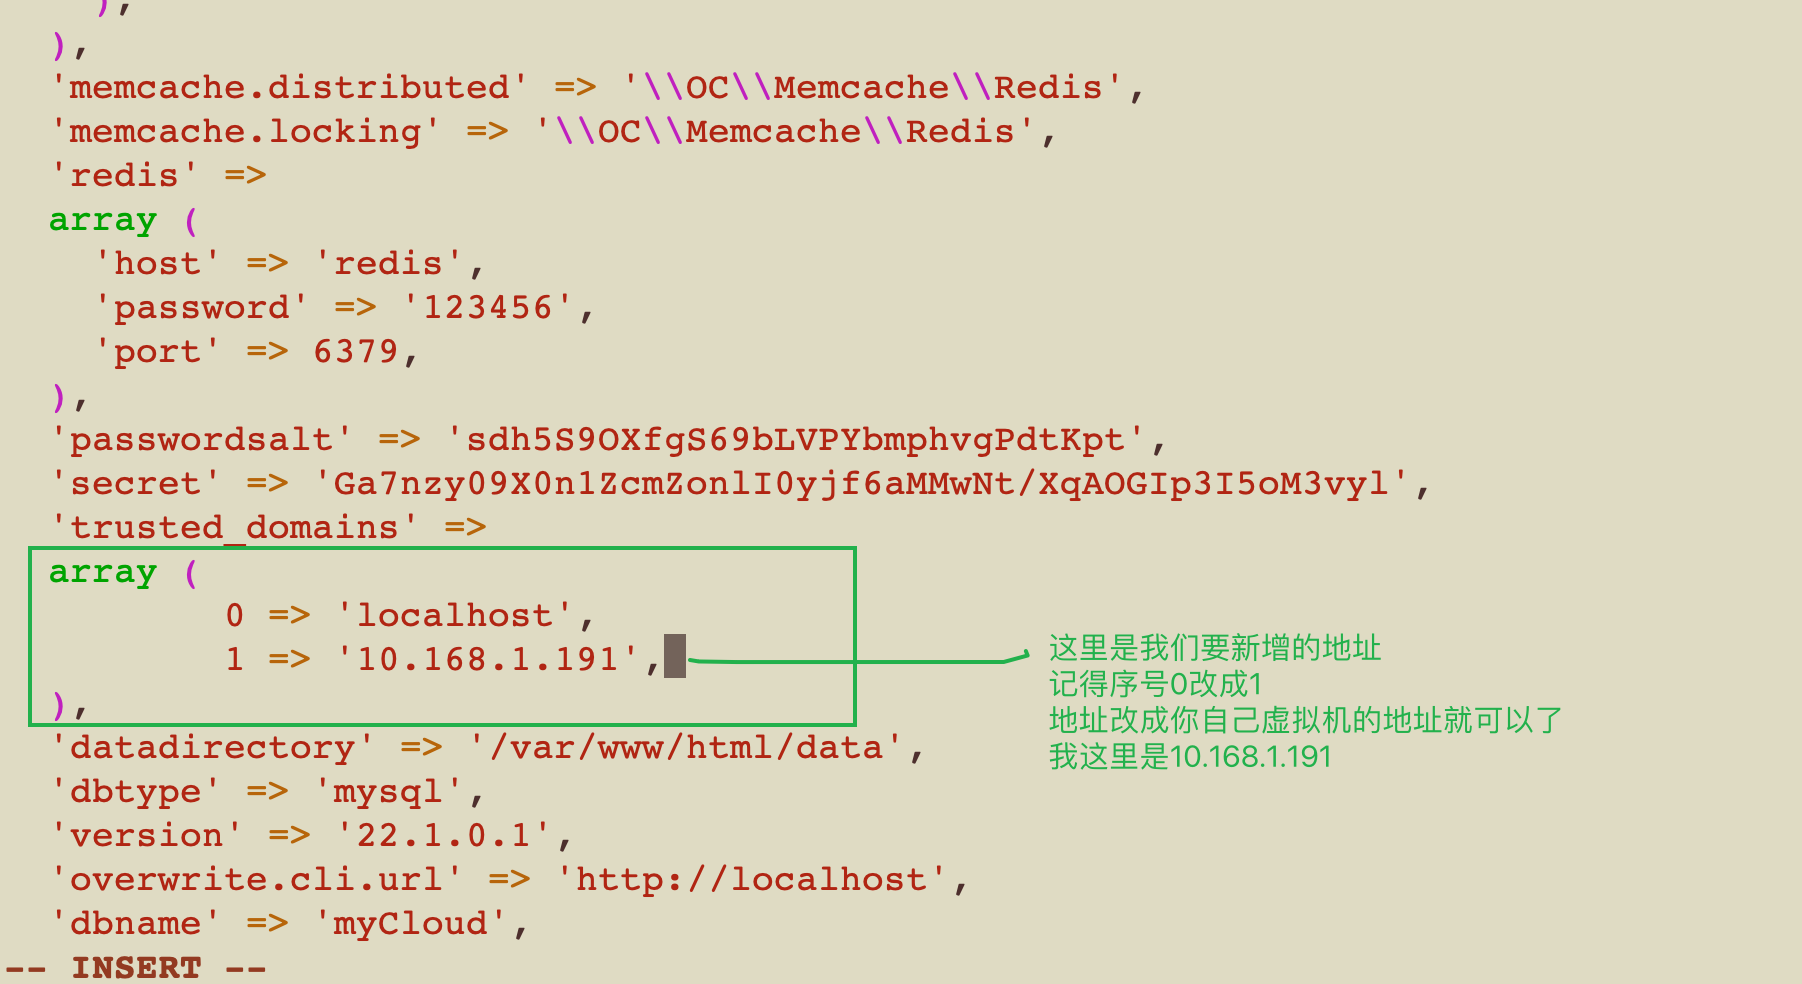 ),
),
'memcache.distributed' => '\\OC\\Memcache\\Redis',
'memcache.locking' => '\\OC\\Memcache\\Redis',
'redis' =>
array (
'host' => 'redis',
'password' => '123456',
'port' => 6379,
),
'passwordsalt' => 'sdh5S9OXfgS69bLVPYbmphvgPdtKpt',
'secret' => 'Ga7nzy09X0n1ZcmZonlI0yjf6aMMwNt/XqAOGIp3I5oM3vyl',
'trusted_domains' =>
array (
0 => 'localhost',
1 => '10.168.1.191',
),
这里是我们要新增的地址
记得序号0改成1
地址改成你自己虚拟机的地址就可以了
我这里是10.168.1.191
'datadirectory' => '/var/www/html/data',
'dbtype' => 'mysql',
'version' => '22.1.0.1',
'overwrite.cli.url' => 'http://localhost',
'dbname' => 'myCloud',
-- INSERT --